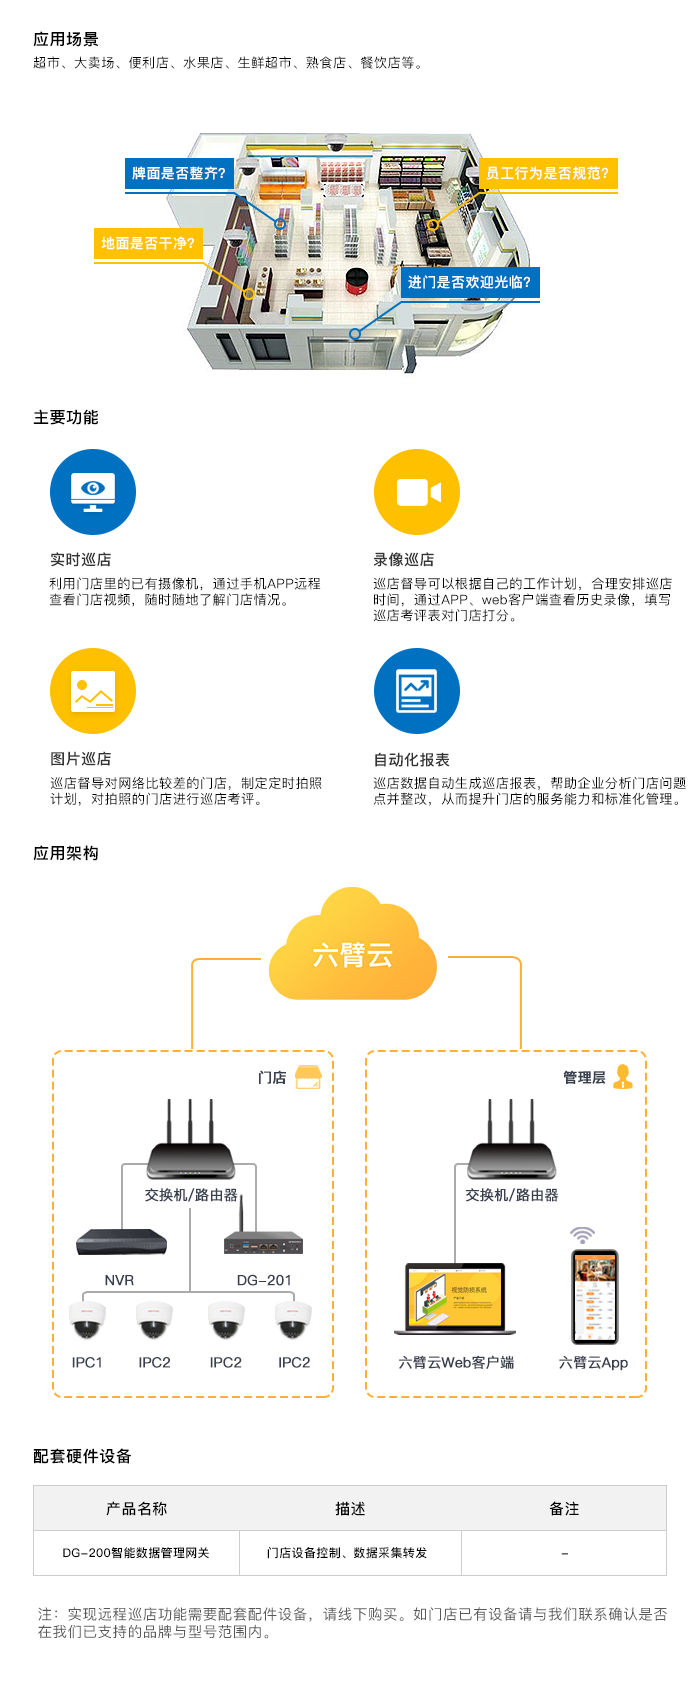 应用场景
超市、大卖场、便利店、水果店、生鲜超市、熟食店、餐饮店等。
牌面是否整齐?
员工行为是否规范?
地面是否干净?
进门是否欢迎光临?
主要功能
实时巡店
利用门店里的已有摄像机，通过手机APP远程
查看门店视频，随时随地了解门店情况。
录像巡店
巡店督导可以根据自己的工作计划，合理安排巡店
时间，通过APP、web客户端查看历史录像，填写
巡店考评表对门店打分。
图片巡店
巡店督导对网络比较差的门店，制定定时拍照
计划，对拍照的门店进行巡店考评。
自动化报表
巡店数据自动生成巡店报表，帮助企业分析门店问题
点并整改，从而提升门店的服务能力和标准化管理。
应用架构
六臂云
门店
管理层
交换机/路由器
交换机/路由器
NVR
DG-201
IPC1
IPC2
IPC2
IPC2
视觉防损系统
六臂云Web客户端
六臂云App
配套硬件设备
产品名称
描述
备注
DG-200智能数据管理网关
门店设备控制、数据采集转发
-
注：实现远程巡店功能需要配套配件设备，请线下购买。如门店已有设备请与我们联系确认是否
在我们已支持的品牌与型号范围内。